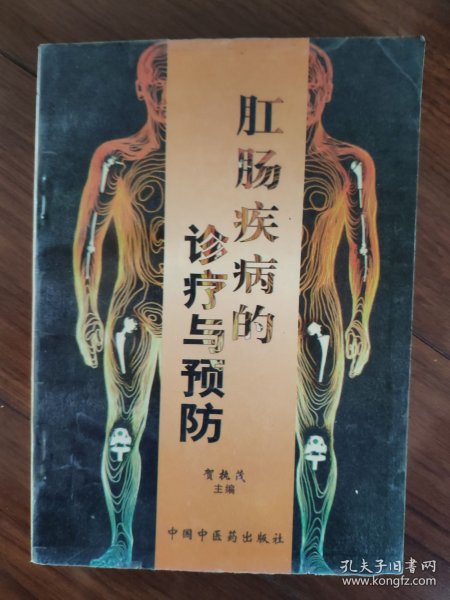 肛肠疾病的
诊疗与预防
贺执茂
主编
中国中医药出版社
孔夫子旧书网
www.kongfz.com